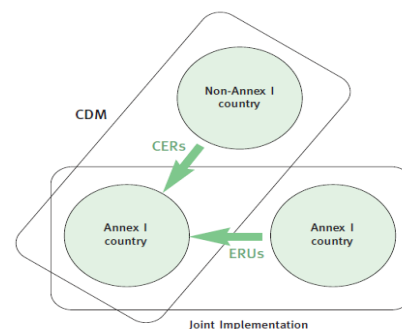 Non-Annex I
country
CDM
CERs
Annex I
country
Annex I
country
ERUs
Joint Implementation